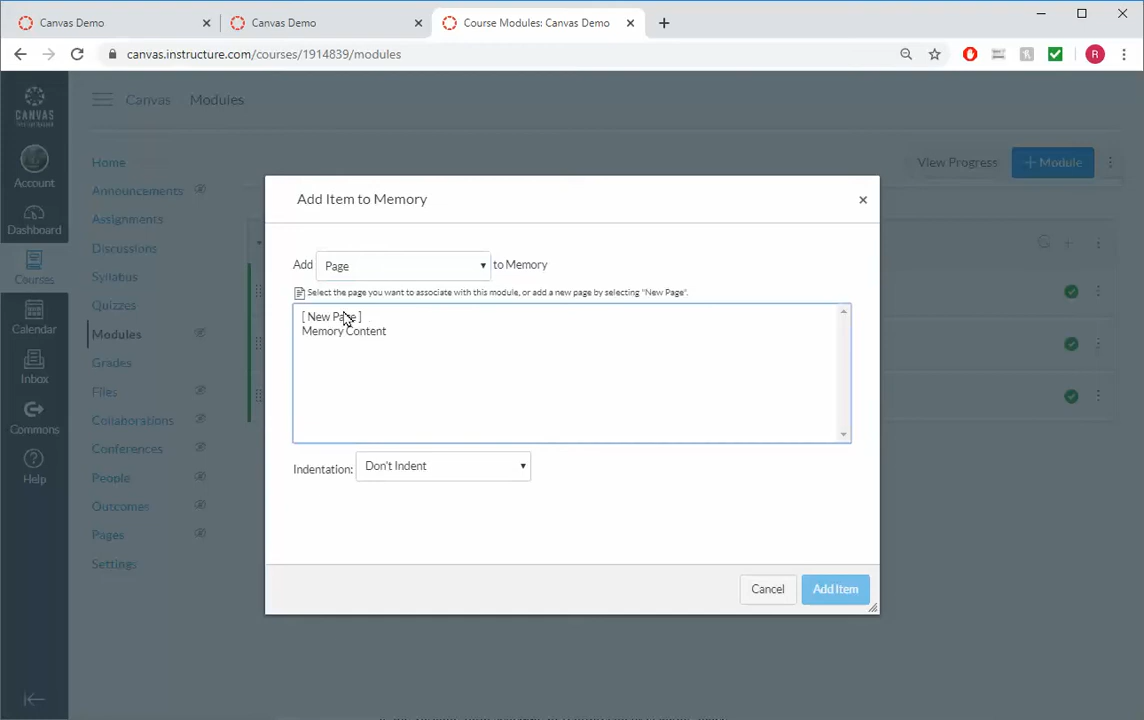 Canvas Demo
Canvas Demo
Course Modules: Canvas Demo
canvas.instructure.com/courses/1914839/modules
R
CANVAS
Canvas
Modules
Home
Account
Announcements
View Progress
+ Module
Add Item to Memory
Dashboard
Assignments
Discussions
Add Page to Memory
Courses
Syllabus
Select the page you want to associate with this module, or add a new page by selecting "New Page".
Quizzes
[ New Page ]
Calendar
Modules
Memory Content
Grades
Inbox
Files
Collaborations
Commons
Conferences
Indentation: Don't Indent
Help
People
Outcomes
Pages
Settings
Cancel
Add Item